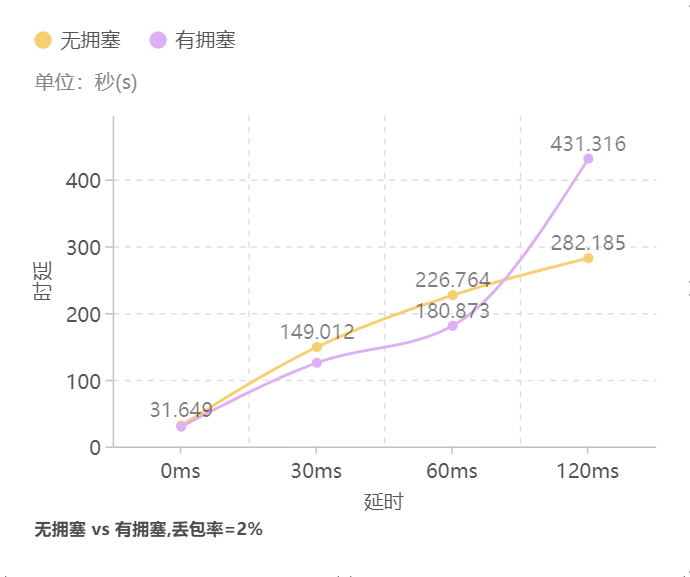 无拥塞 有拥塞
单位：秒(s)
431.316
400
300
282.185
226.764
200
180.873
149.012
100
31.649
0
时延
0ms 30ms 60ms 120ms
延时
无拥塞 vs 有拥塞,丢包率=2%